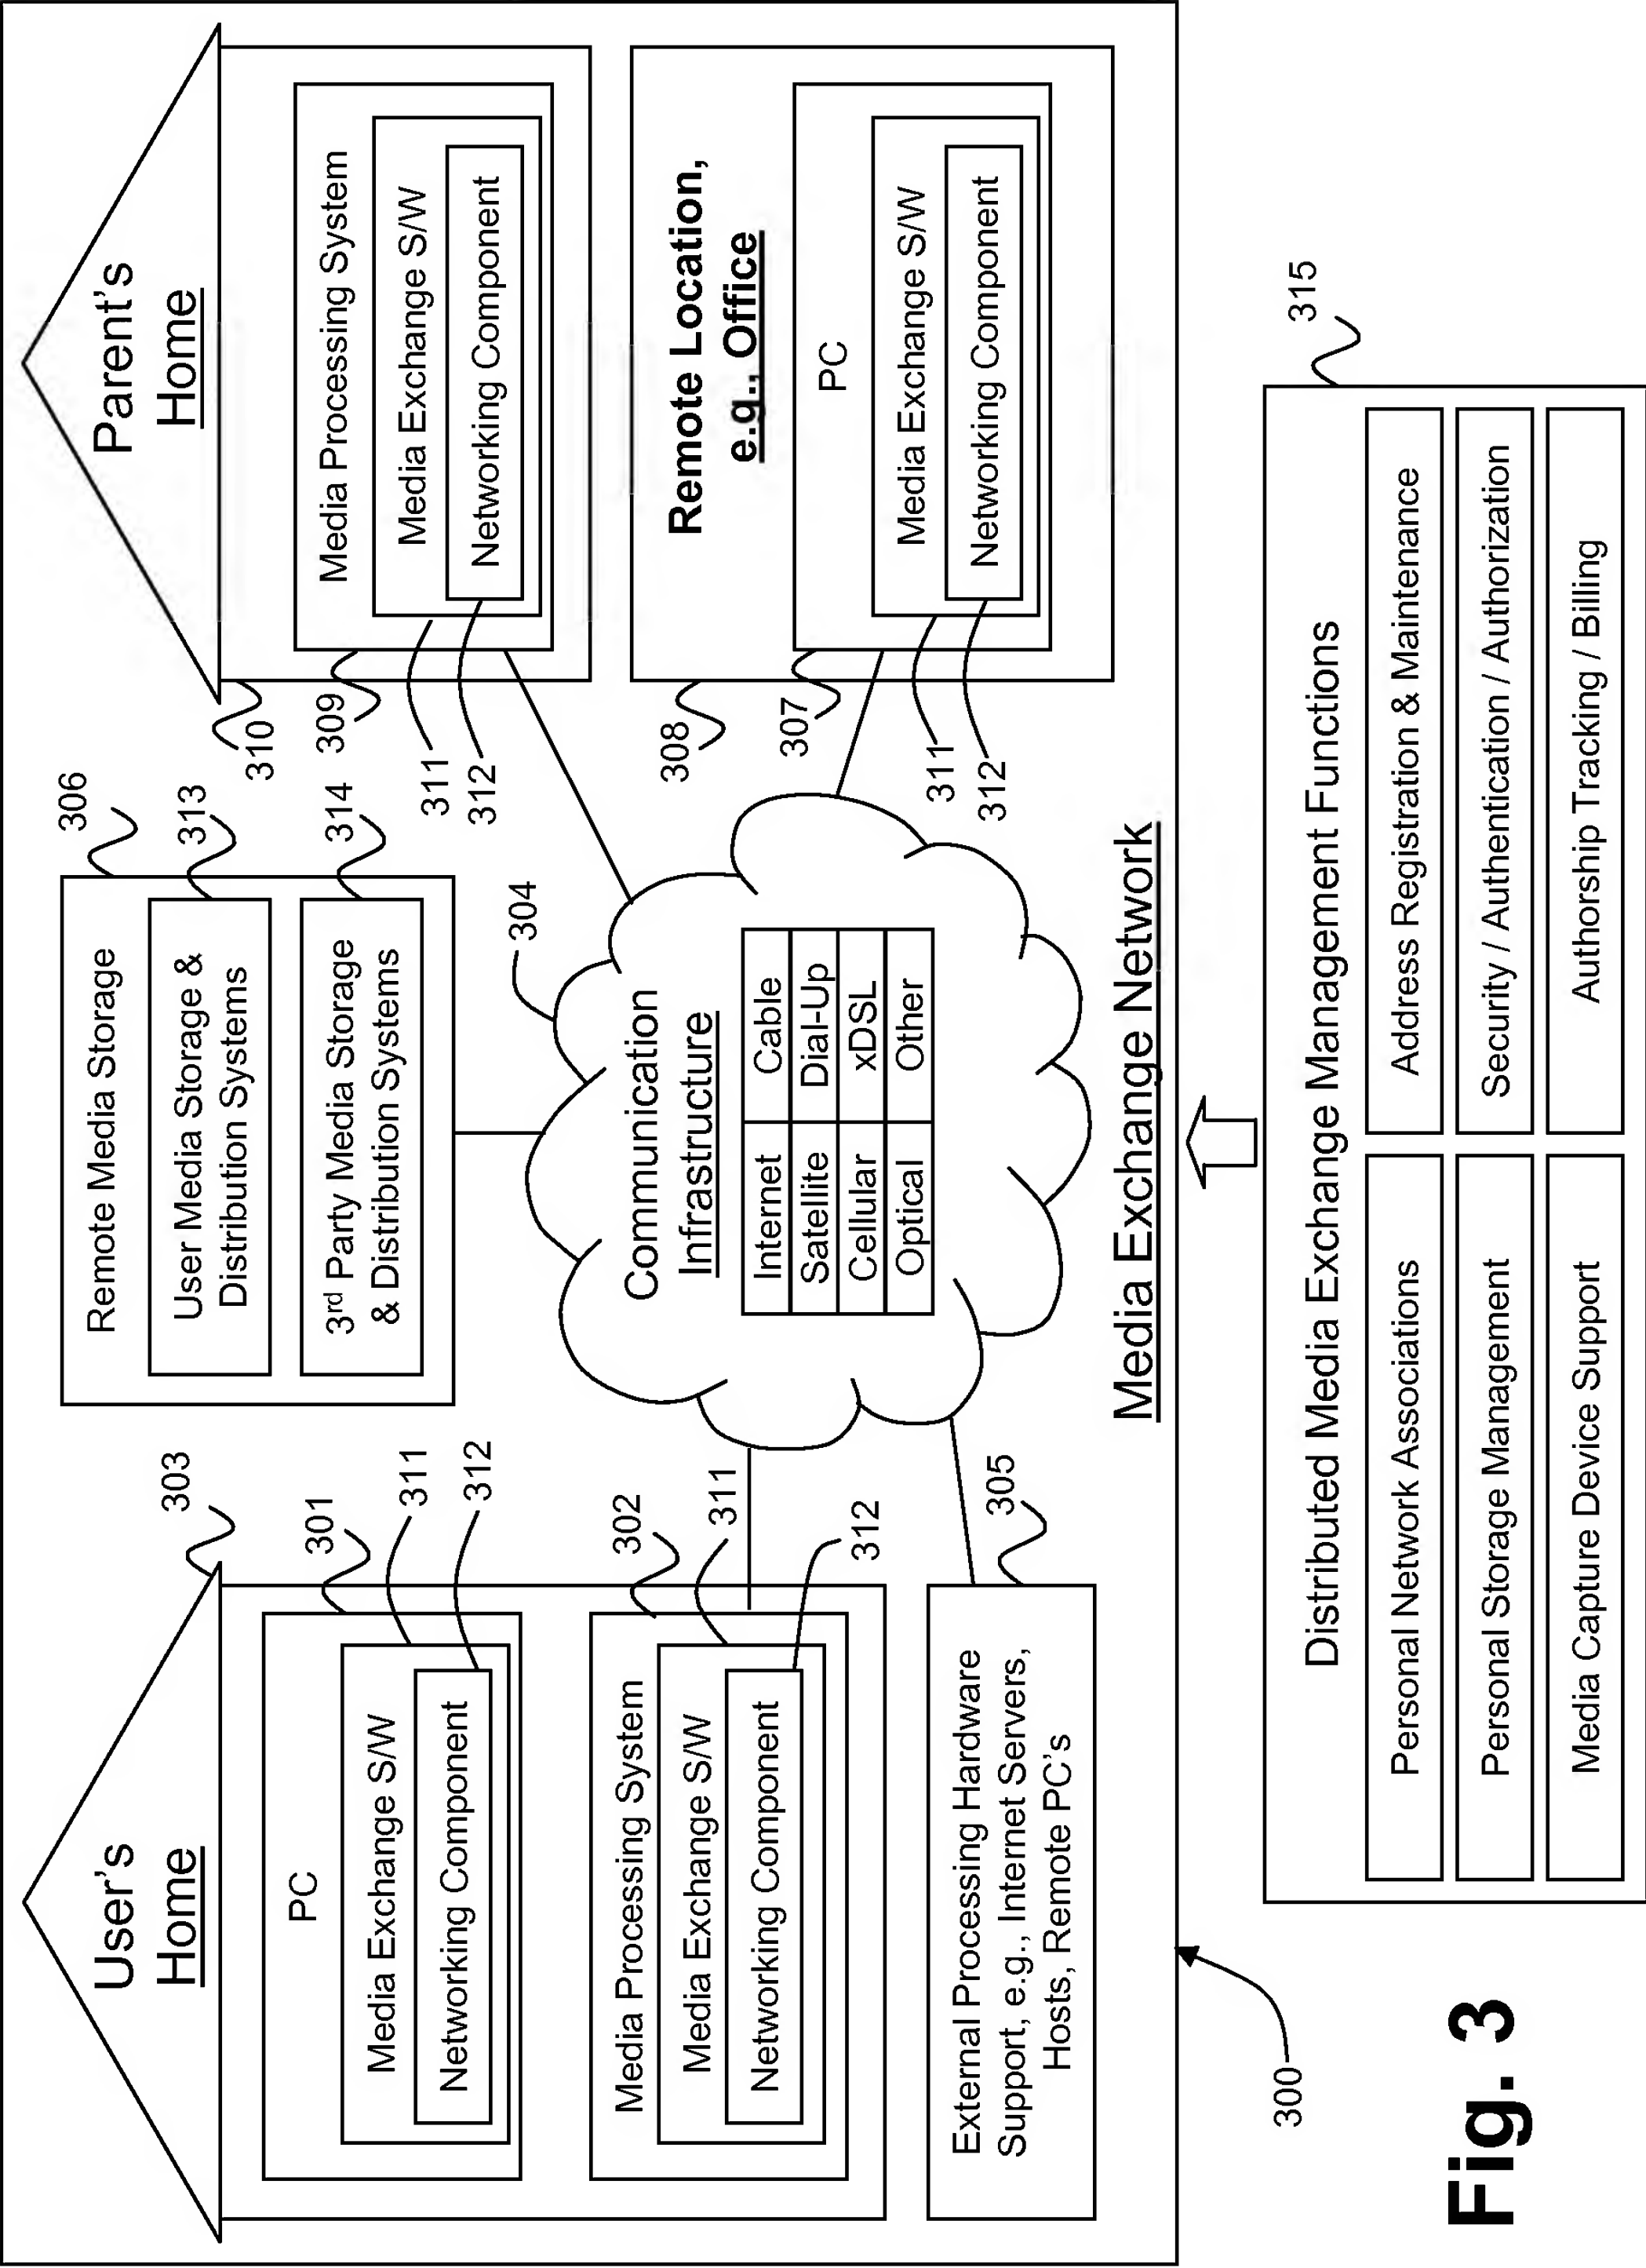 User's
Home
303
PC
301
Media Exchange S/W
311
Networking Component
312
Media Processing System
302
Media Exchange S/W
311
Networking Component
312
External Processing Hardware
Support, e.g., Internet Servers,
Hosts, Remote PC's
305
Remote Media Storage
306
User Media Storage &
Distribution Systems
313
3rd Party Media Storage
& Distribution Systems
314
304
Communication
Infrastructure
Internet Cable
Satellite Dial-Up
Cellular xDSL
Optical Other
Parent's
Home
310
Media Processing System
309
Media Exchange S/W
311
Networking Component
312
Remote Location,
e.g., Office
308
PC
307
Media Exchange S/W
311
Networking Component
312
Media Exchange Network
300
315
Distributed Media Exchange Management Functions
Personal Network Associations
Address Registration & Maintenance
Personal Storage Management
Security / Authentication / Authorization
Media Capture Device Support
Authorship Tracking / Billing
Fig. 3